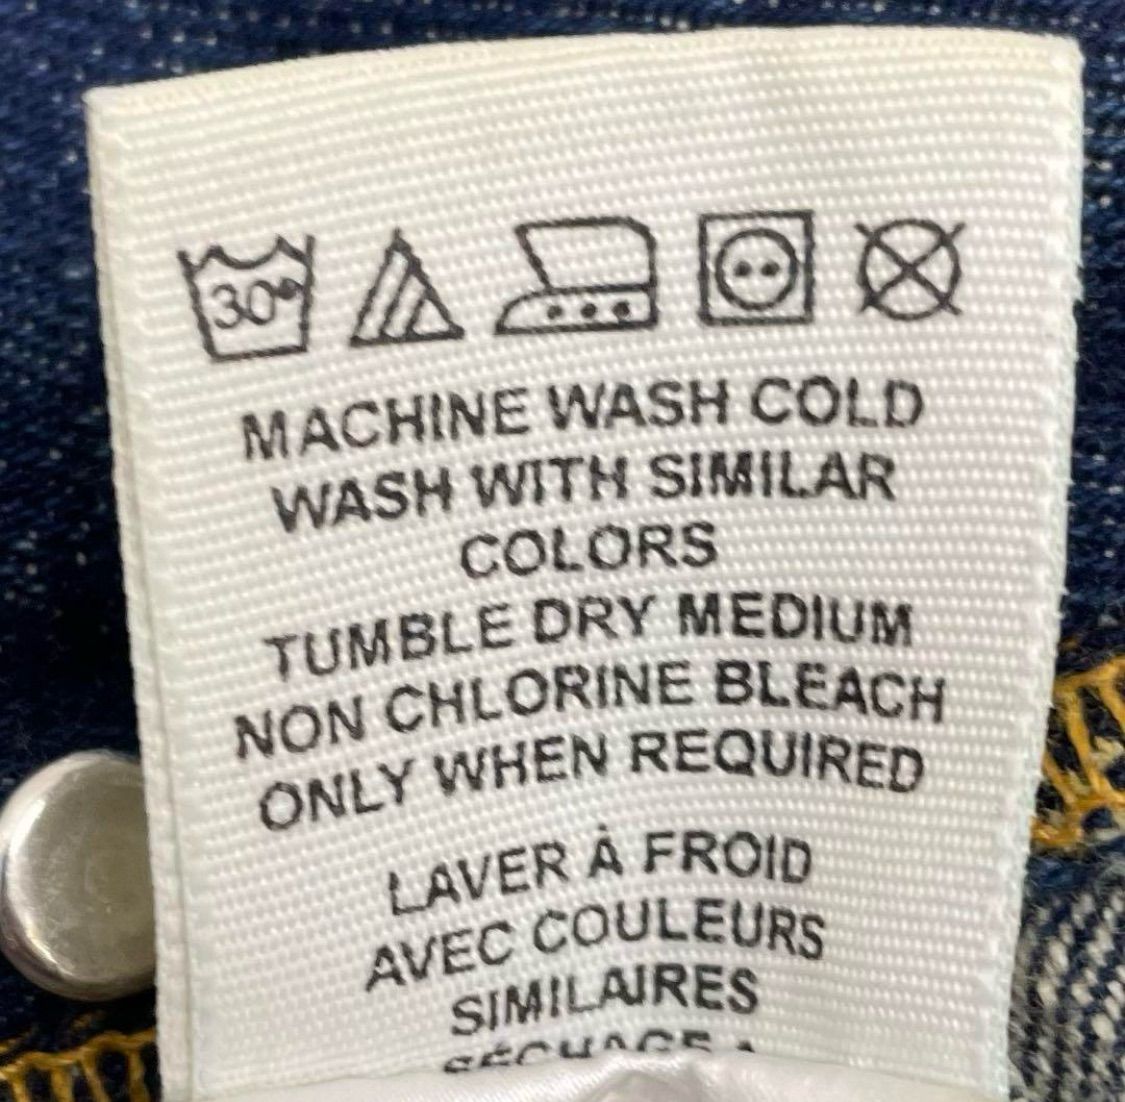 30°
MACHINE WASH COLD
WASH WITH SIMILAR
COLORS
TUMBLE DRY MEDIUM
NON CHLORINE BLEACH
ONLY WHEN REQUIRED
LAVER À FROID
AVEC COULEURS
SIMILAIRES
SÉCHAGE